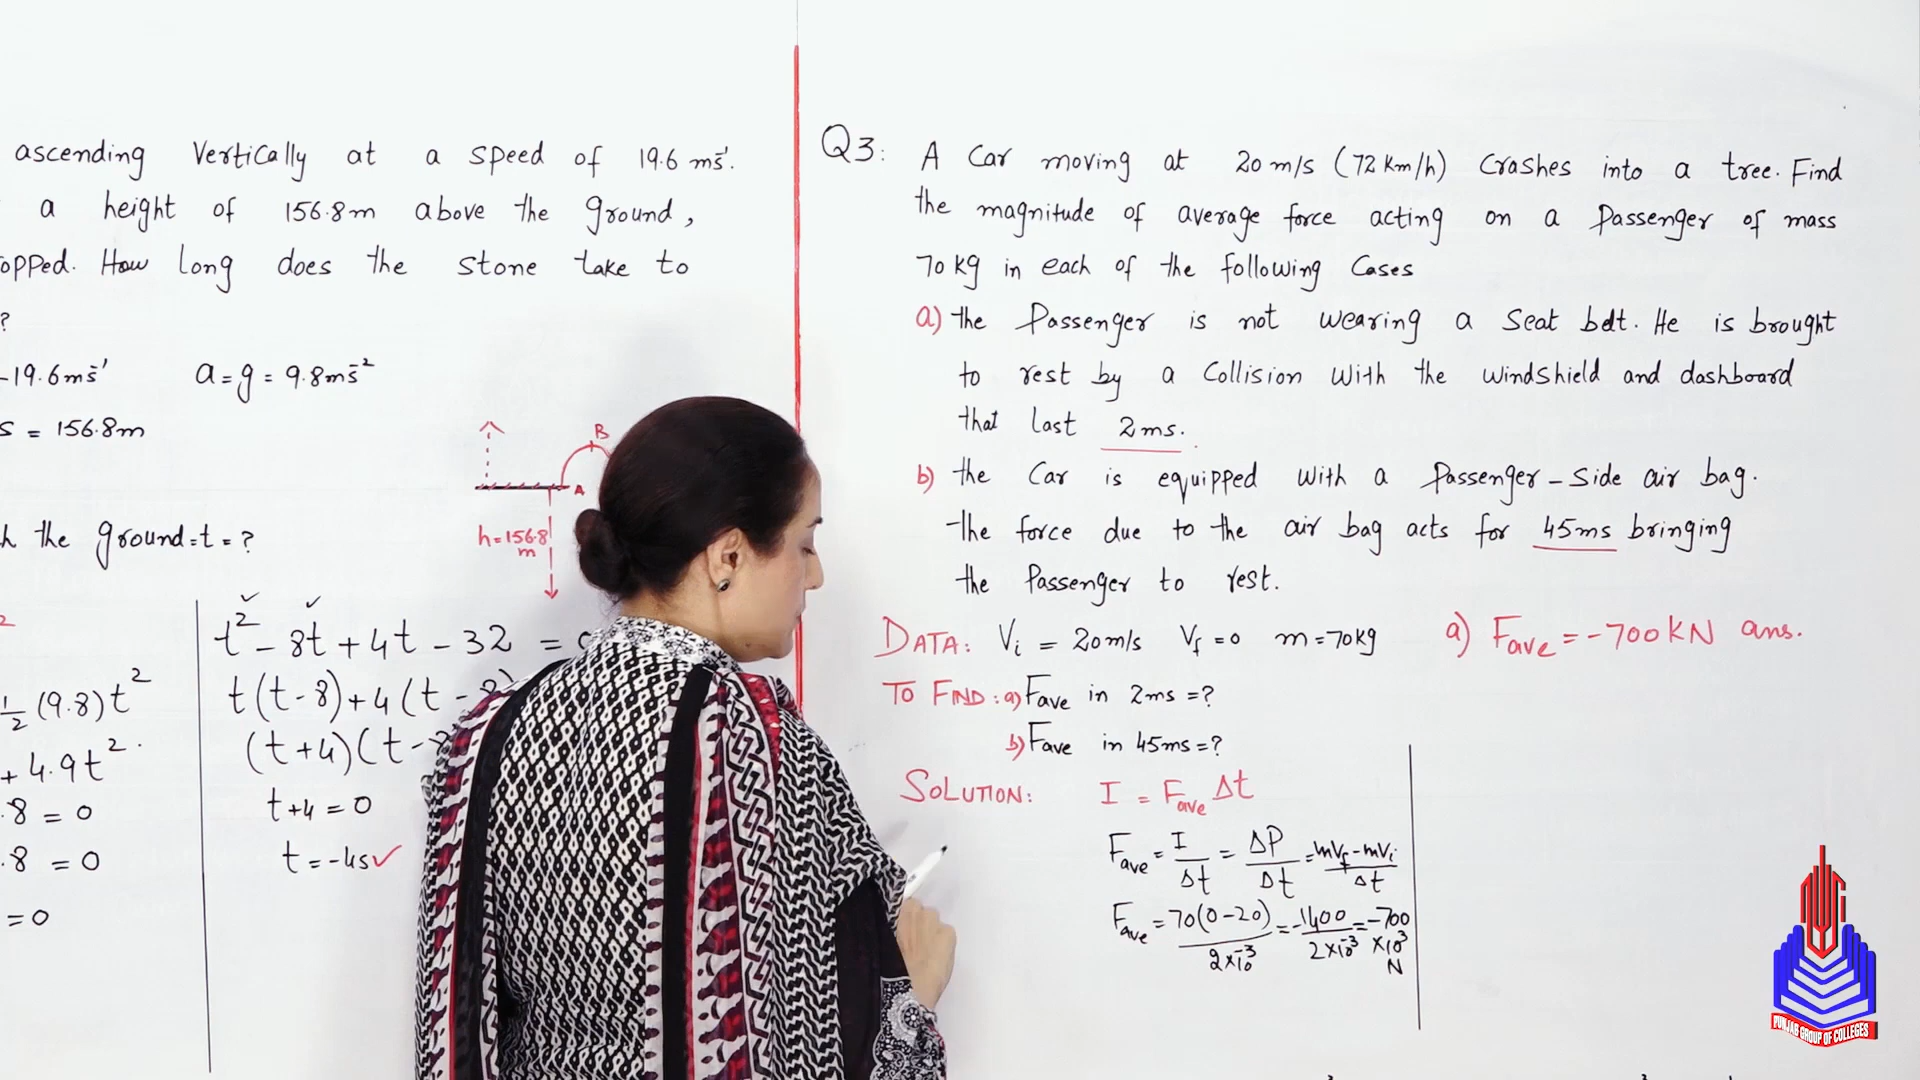 ascending Vertically at a speed of 19.6 ms⁻¹.
a height of 156.8m above the ground,
opped. How long does the stone take to
?
-19.6ms⁻¹ a = g = 9.8ms⁻²
s = 156.8m
B
A
h=156.8
m
h the ground=t=?
2
t² - 8t + 4t - 32 =
½(9.8)t²
t(t-8)+4(t-8)
+ 4.9t².
(t+4)(t-
.8 = 0
t+4 = 0
.8 = 0
t = -4s✓
=0
Q3: A Car moving at 20 m/s (72 Km/h) Crashes into a tree. Find
the magnitude of average force acting on a Passenger of mass
70 kg in each of the following Cases
a) the Passenger is not wearing a Seat belt. He is brought
to rest by a Collision with the windshield and dashboard
that last 2ms.
b) the Car is equipped with a Passenger-Side air bag.
The force due to the air bag acts for 45ms bringing
the Passenger to rest.
DATA: Vi = 20m/s Vf = 0 m = 70kg
a) Fave = -700KN ans.
TO FIND: a) Fave in 2ms =?
b) Fave in 45ms=?
SOLUTION: I = Fave Δt
Fave = I/Δt = ΔP/Δt = mVf - mVi/Δt
Fave = 70(0-20)/2×10⁻³ = -1400/2×10⁻³ = -700
×10³
N
PUNJAB GROUP OF COLLEGES